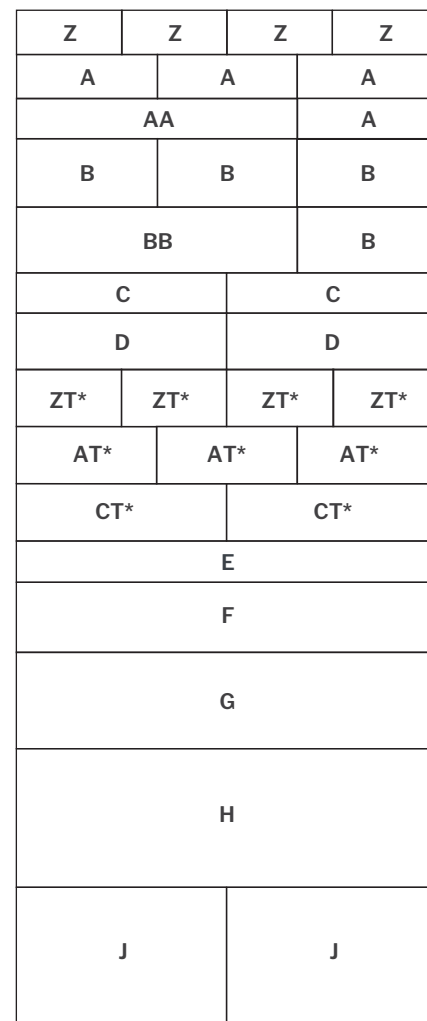 Z Z Z Z
A A A
AA A
B B B
BB B
C C
D D
ZT* ZT* ZT* ZT*
AT* AT* AT*
CT* CT*
E
F
G
H
J J